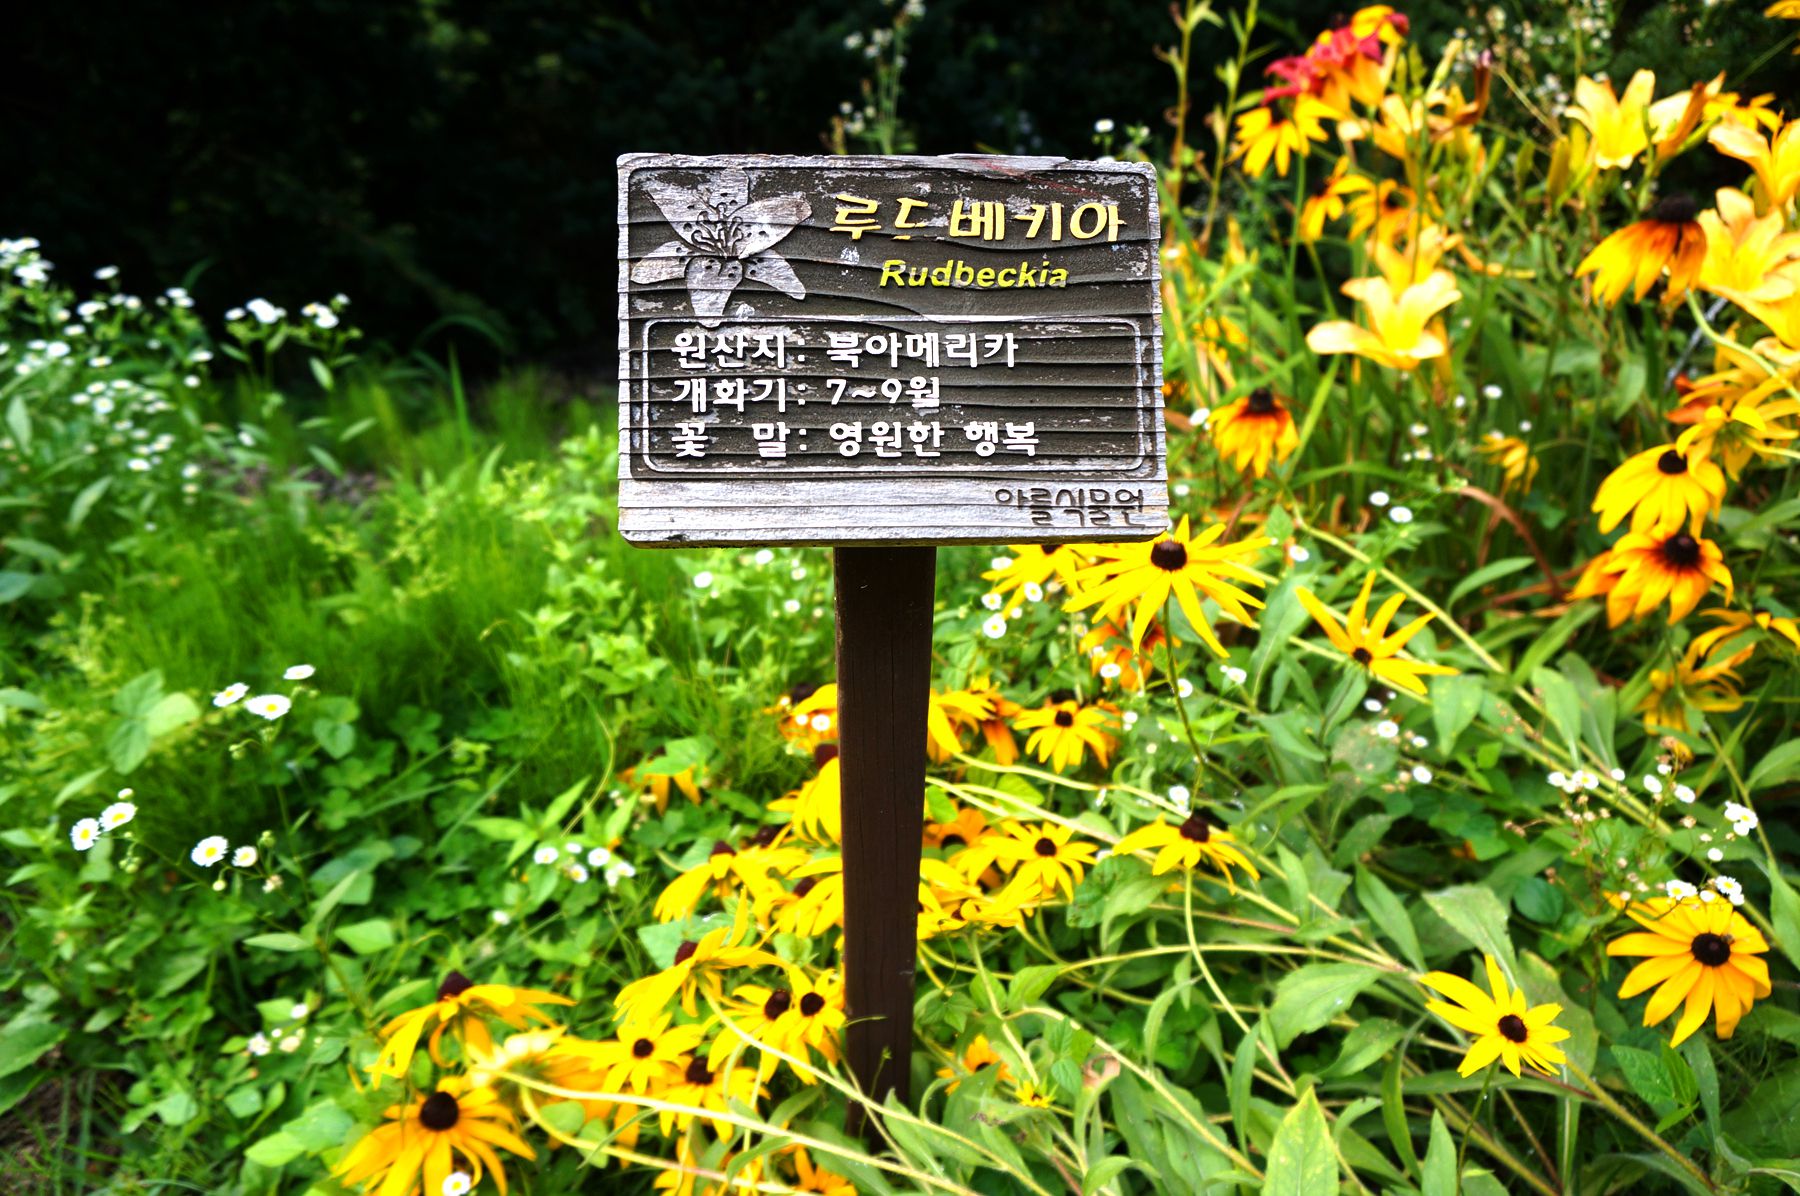 루드베키아
Rudbeckia
원산지: 북아메리카
개화기: 7~9월
꽃 말: 영원한 행복
아름식물원